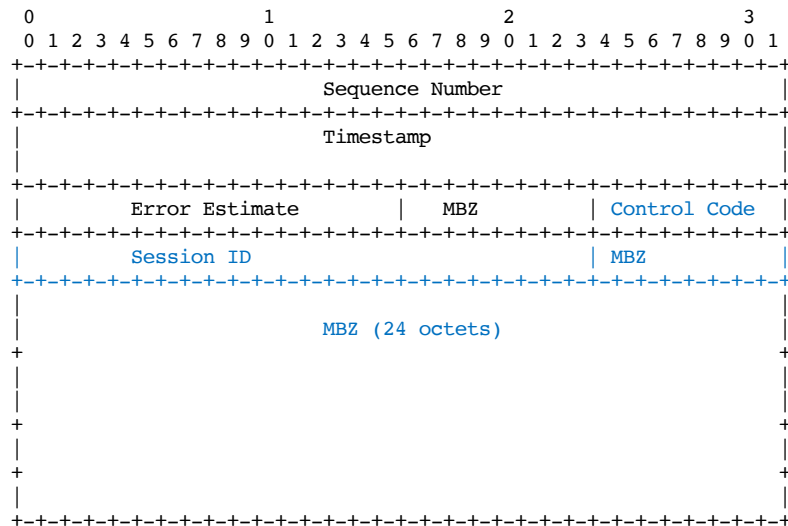 0                   1                   2                   3
0 1 2 3 4 5 6 7 8 9 0 1 2 3 4 5 6 7 8 9 0 1 2 3 4 5 6 7 8 9 0 1
+-+-+-+-+-+-+-+-+-+-+-+-+-+-+-+-+-+-+-+-+-+-+-+-+-+-+-+-+-+-+-+-+
|                         Sequence Number                       |
+-+-+-+-+-+-+-+-+-+-+-+-+-+-+-+-+-+-+-+-+-+-+-+-+-+-+-+-+-+-+-+-+
|                         Timestamp                             |
|                                                               |
+-+-+-+-+-+-+-+-+-+-+-+-+-+-+-+-+-+-+-+-+-+-+-+-+-+-+-+-+-+-+-+-+
|         Error Estimate        |   MBZ         | Control Code  |
+-+-+-+-+-+-+-+-+-+-+-+-+-+-+-+-+-+-+-+-+-+-+-+-+-+-+-+-+-+-+-+-+
|         Session ID                            | MBZ           |
+-+-+-+-+-+-+-+-+-+-+-+-+-+-+-+-+-+-+-+-+-+-+-+-+-+-+-+-+-+-+-+-+
|                                                               |
|                         MBZ (24 octets)                       |
+                                                               +
|                                                               |
|                                                               |
+                                                               +
|                                                               |
+                                                               +
|                                                               |
+-+-+-+-+-+-+-+-+-+-+-+-+-+-+-+-+-+-+-+-+-+-+-+-+-+-+-+-+-+-+-+-+